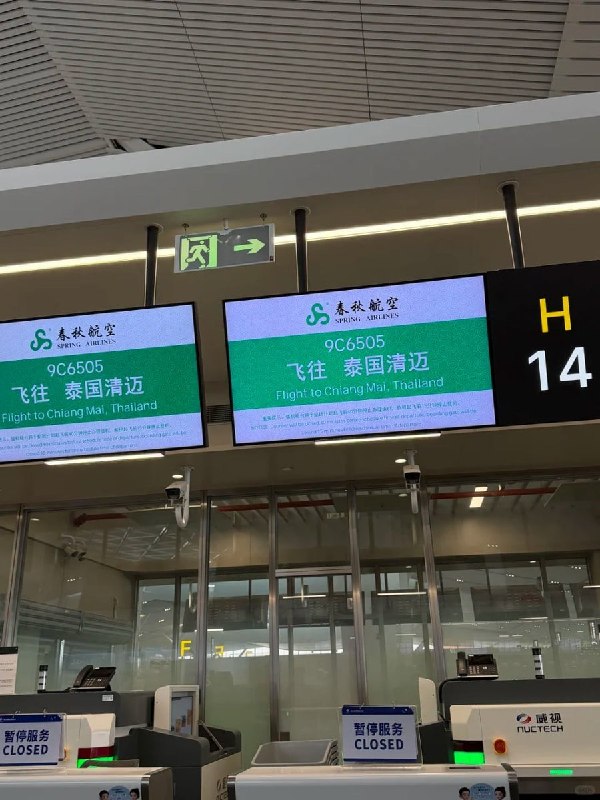 春秋航空
SPRING AIRLINES
9C6505
飞往 泰国清迈
Flight to Chiang Mai, Thailand
春秋航空
SPRING AIRLINES
9C6505
飞往 泰国清迈
Flight to Chiang Mai, Thailand
H
14
F
暂停服务
CLOSED
暂停服务
CLOSED
威视
NUCTECH